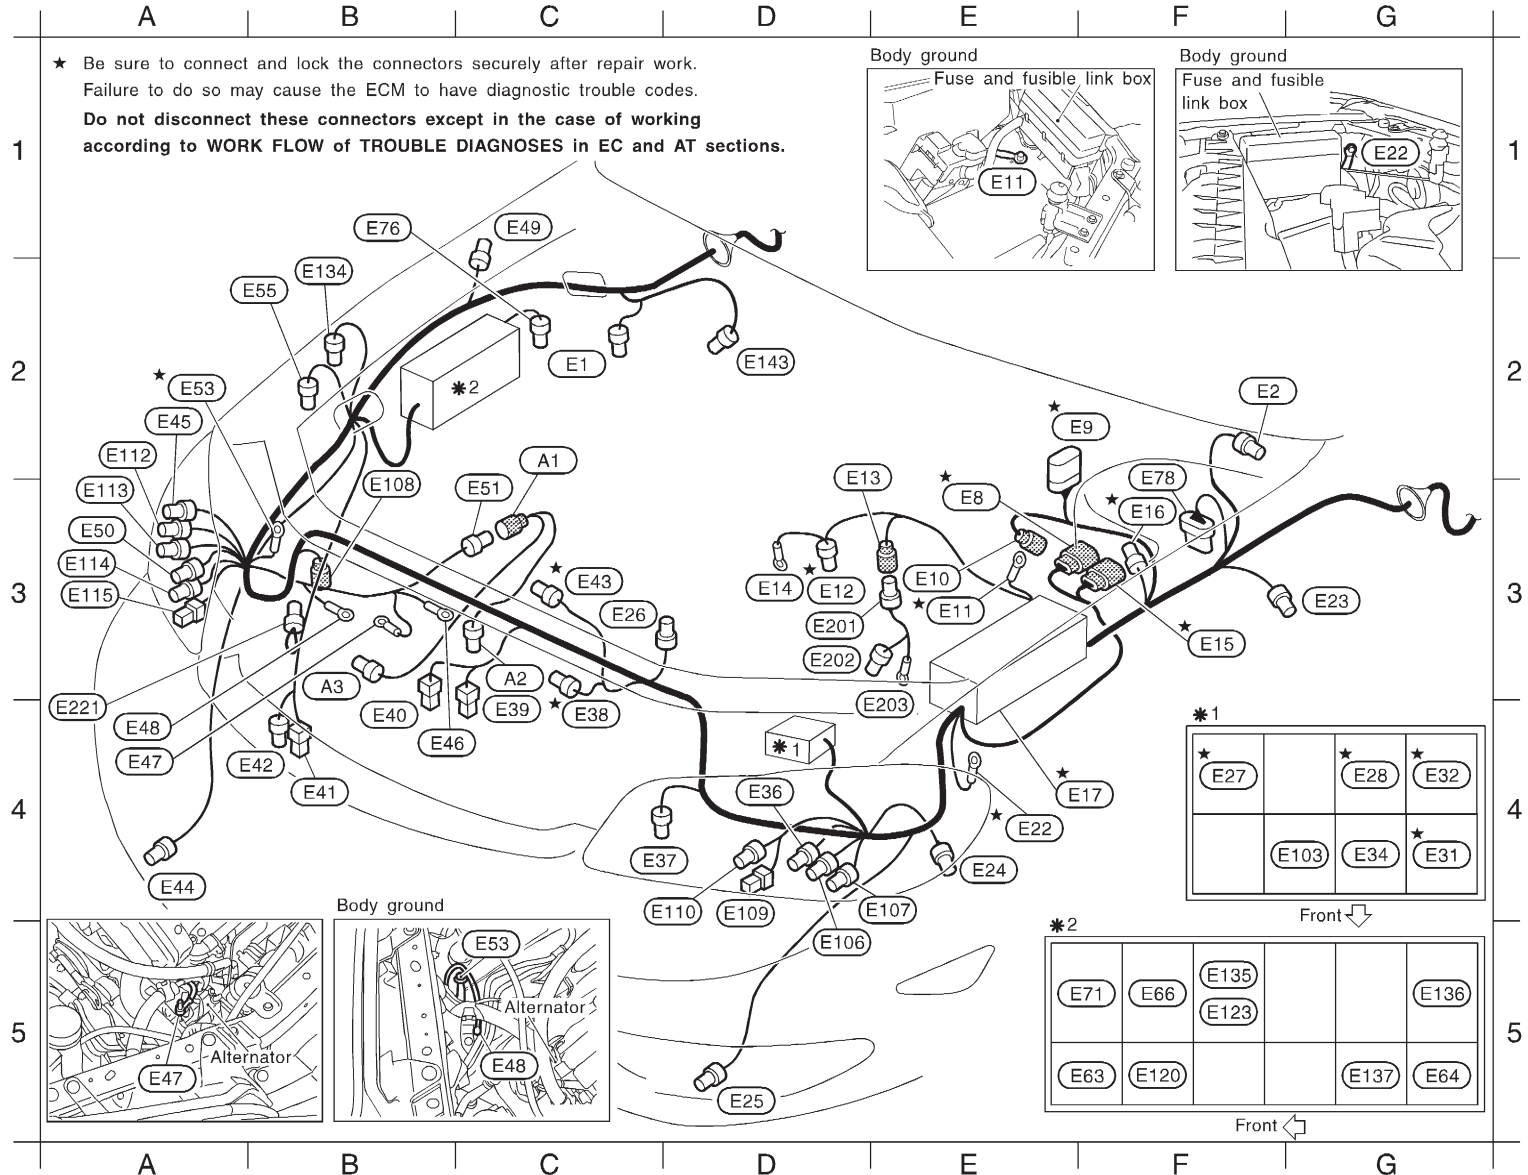 A B C D E F G
★ Be sure to connect and lock the connectors securely after repair work.
Failure to do so may cause the ECM to have diagnostic trouble codes.
Do not disconnect these connectors except in the case of working
according to WORK FLOW of TROUBLE DIAGNOSES in EC and AT sections.
Body ground
Fuse and fusible link box
E11
Body ground
Fuse and fusible
link box
E22
1 1
E76
E49
E134
E55
E1
E143
✱2
2 2
★ E53
E45
E112
E113
E50
E114
E115
E108
E51
A1
★ E43
E26
E13
★ E8
★ E9
E2
E78
★ E16
E14
★ E12
E10
★ E11
E201
E202
E203
E23
★ E15
3 3
E221
E48
E47
A3
E40
A2
E39
★ E38
E46
E42
E41
✱1
E36
★ E17
★ E22
E37
E24
E44
E110
E109
E107
E106
4 4
✱1
★ E27
★ E28
★ E32
E103
E34
★ E31
Front
E47
Alternator
Body ground
E53
Alternator
E48
E25
✱2
E71
E66
E135
E123
E136
E63
E120
E137
E64
Front
5 5
A B C D E F G